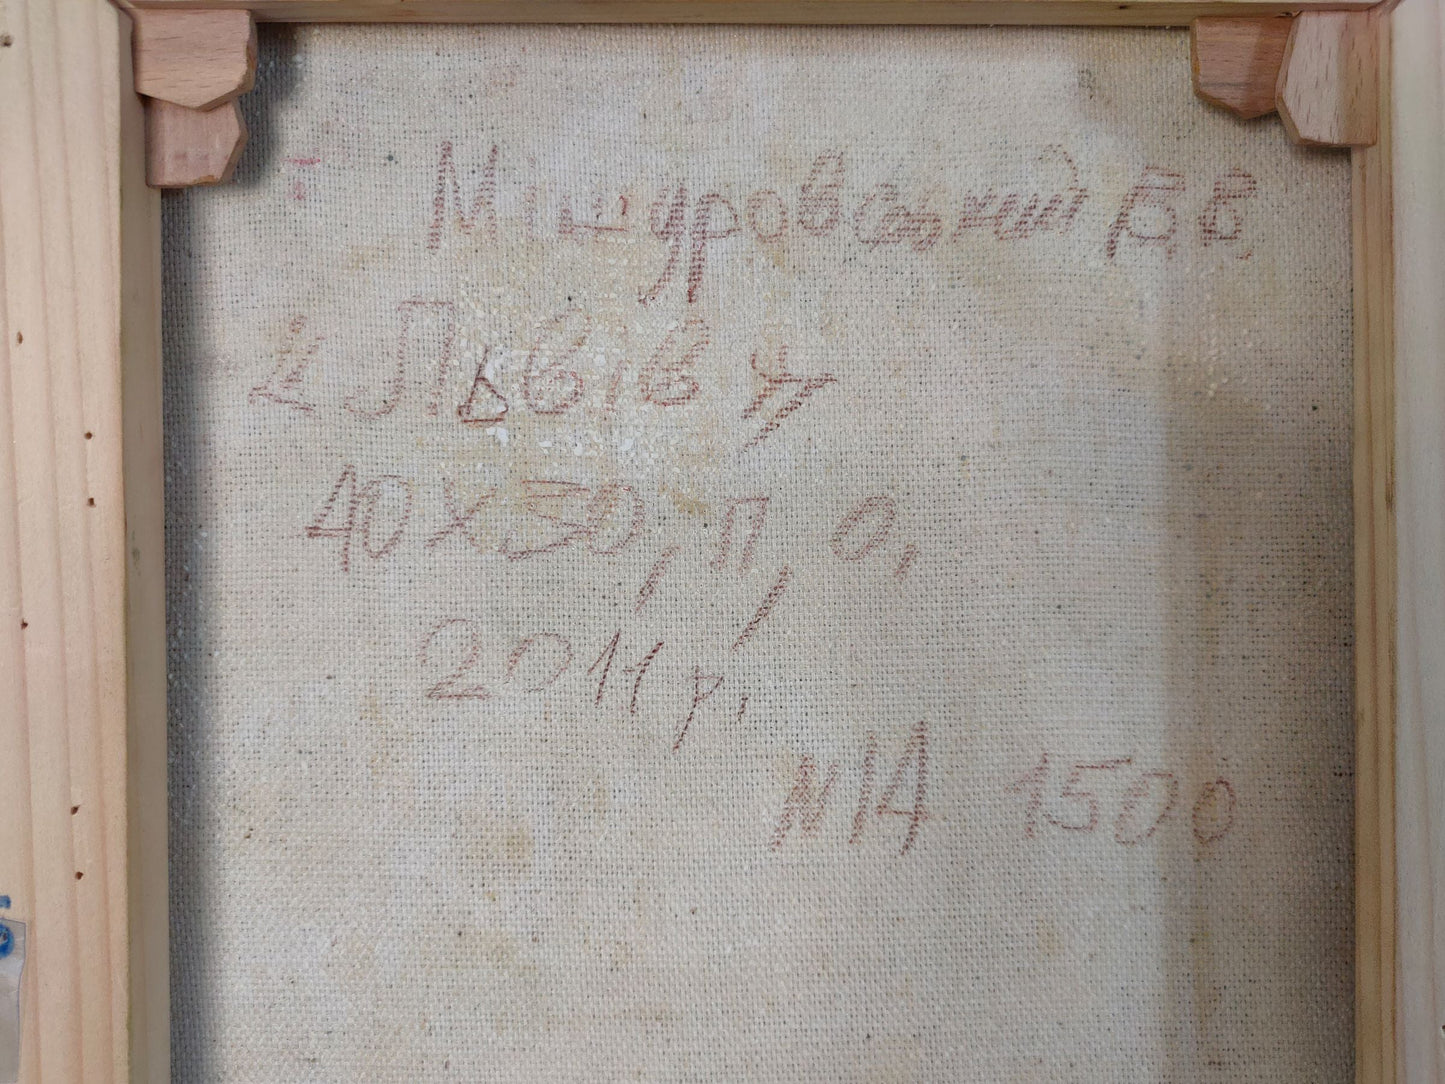 Мішуровський В.В.
"Львів"
40х50, п, о,
2011 р.
№14 1500